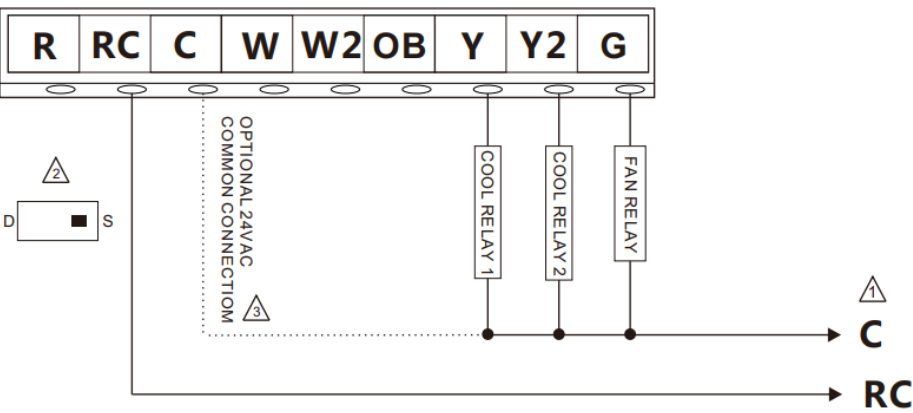 R RC C W W2 OB Y Y2 G
OPTIONAL 24VAC
COMMON CONNECTIOM
COOL RELAY 1
COOL RELAY 2
FAN RELAY
2
D S
3
1
C
RC